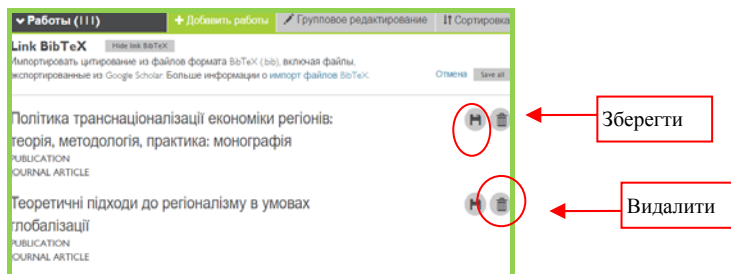 Работы (111)
Добавить работы
Групповое редактирование
Сортировка
Link BibTeX
Hide link BibTeX
Импортировать цитирование из файлов формата BibTeX (.bib), включая файлы,
экспортированные из Google Scholar. Больше информации о импорт файлов BibTeX.
Отмена
Save all
Політика транснаціоналізації економіки регіонів:
теорія, методологія, практика: монографія
PUBLICATION
JOURNAL ARTICLE
Зберегти
Теоретичні підходи до регіоналізму в умовах
глобалізації
PUBLICATION
JOURNAL ARTICLE
Видалити